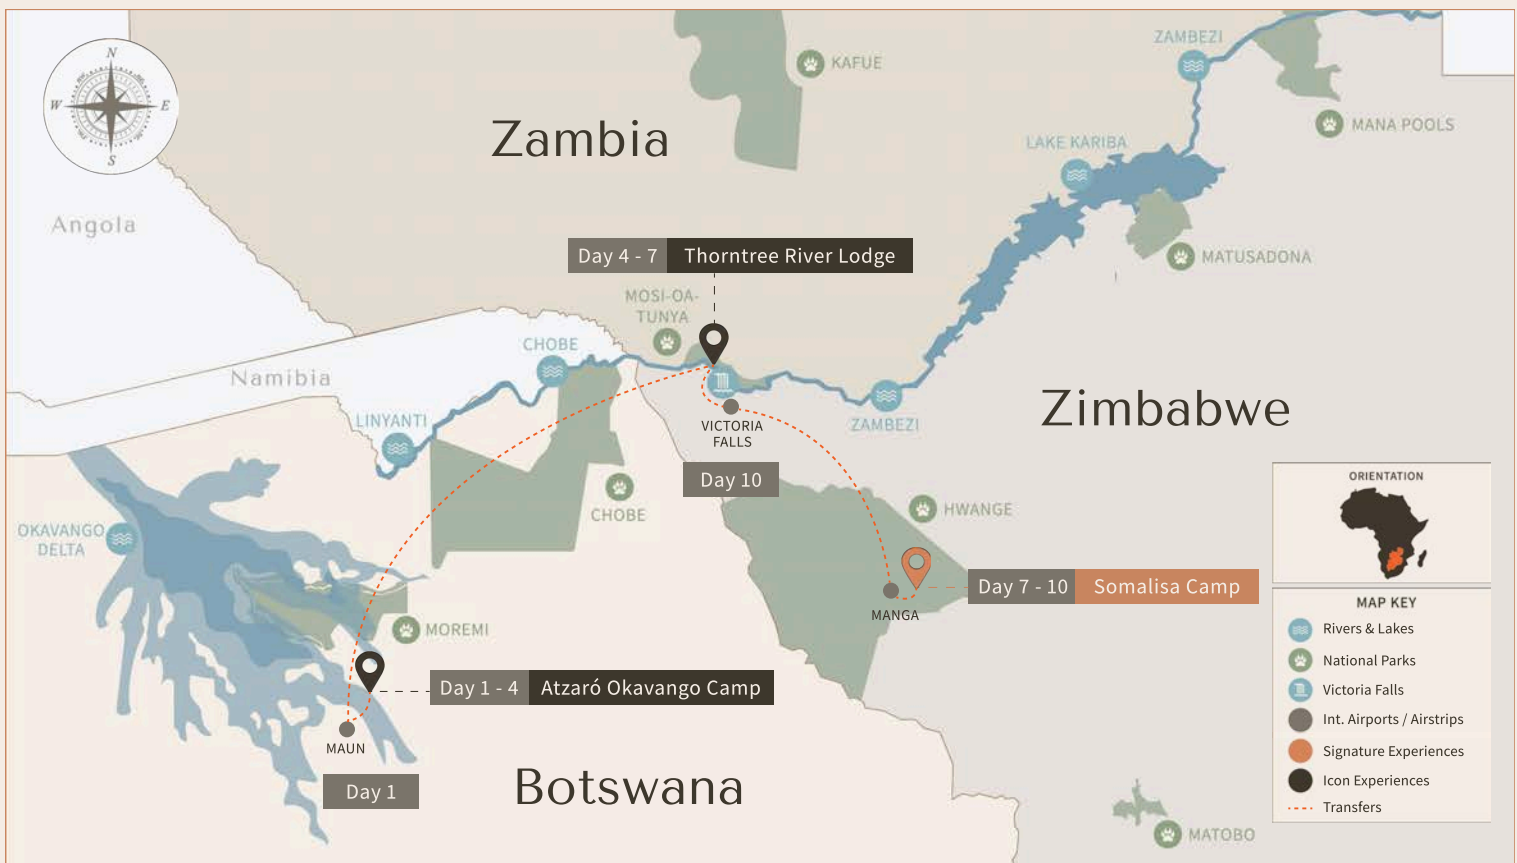 N
W
E
S
KAFUE
ZAMBEZI
MANA POOLS
Zambia
LAKE KARIBA
Angola
MATUSADONA
Day 4 - 7
Thorntree River Lodge
MOSI-OA-
TUNYA
CHOBE
Namibia
LINYANTI
VICTORIA
FALLS
ZAMBEZI
Zimbabwe
Day 10
CHOBE
HWANGE
OKAVANGO
DELTA
MANGA
Day 7 - 10
Somalisa Camp
MOREMI
Day 1 - 4
Atzaró Okavango Camp
MAUN
Day 1
Botswana
MATOBO
ORIENTATION
MAP KEY
Rivers & Lakes
National Parks
Victoria Falls
Int. Airports / Airstrips
Signature Experiences
Icon Experiences
Transfers